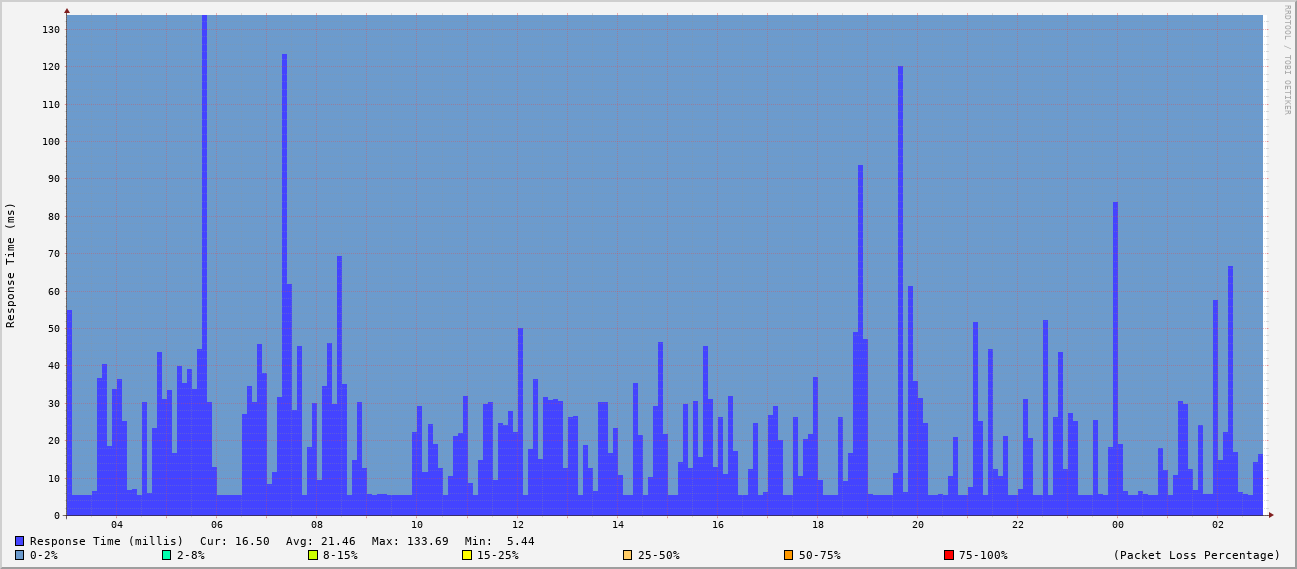 RRDTOOL / TOBI OETIKER
Response Time (ms)
130
120
110
100
90
80
70
60
50
40
30
20
10
0
04 06 08 10 12 14 16 18 20 22 00 02
Response Time (millis) Cur: 16.50 Avg: 21.46 Max: 133.69 Min: 5.44
0-2% 2-8% 8-15% 15-25% 25-50% 50-75% 75-100% (Packet Loss Percentage)